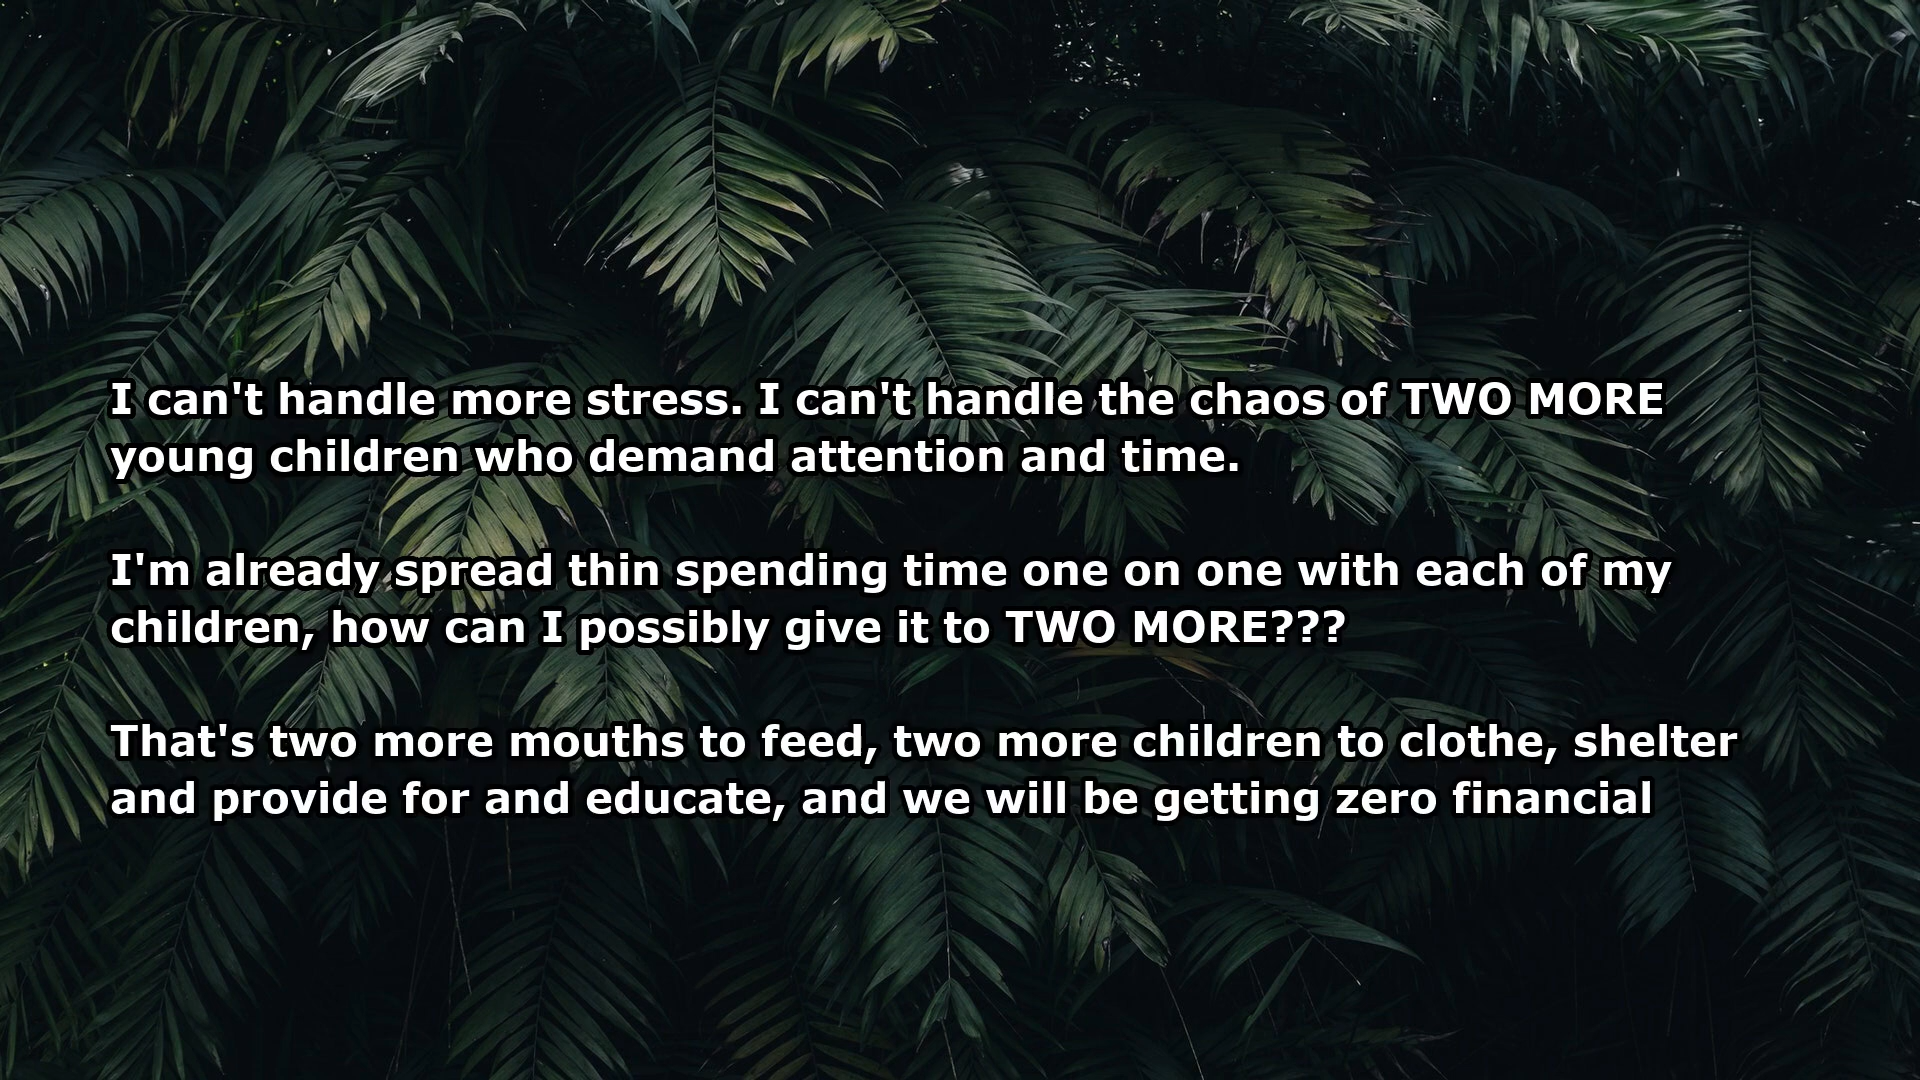 I can't handle more stress. I can't handle the chaos of TWO MORE
young children who demand attention and time.
I'm already spread thin spending time one on one with each of my
children, how can I possibly give it to TWO MORE???
That's two more mouths to feed, two more children to clothe, shelter
and provide for and educate, and we will be getting zero financial